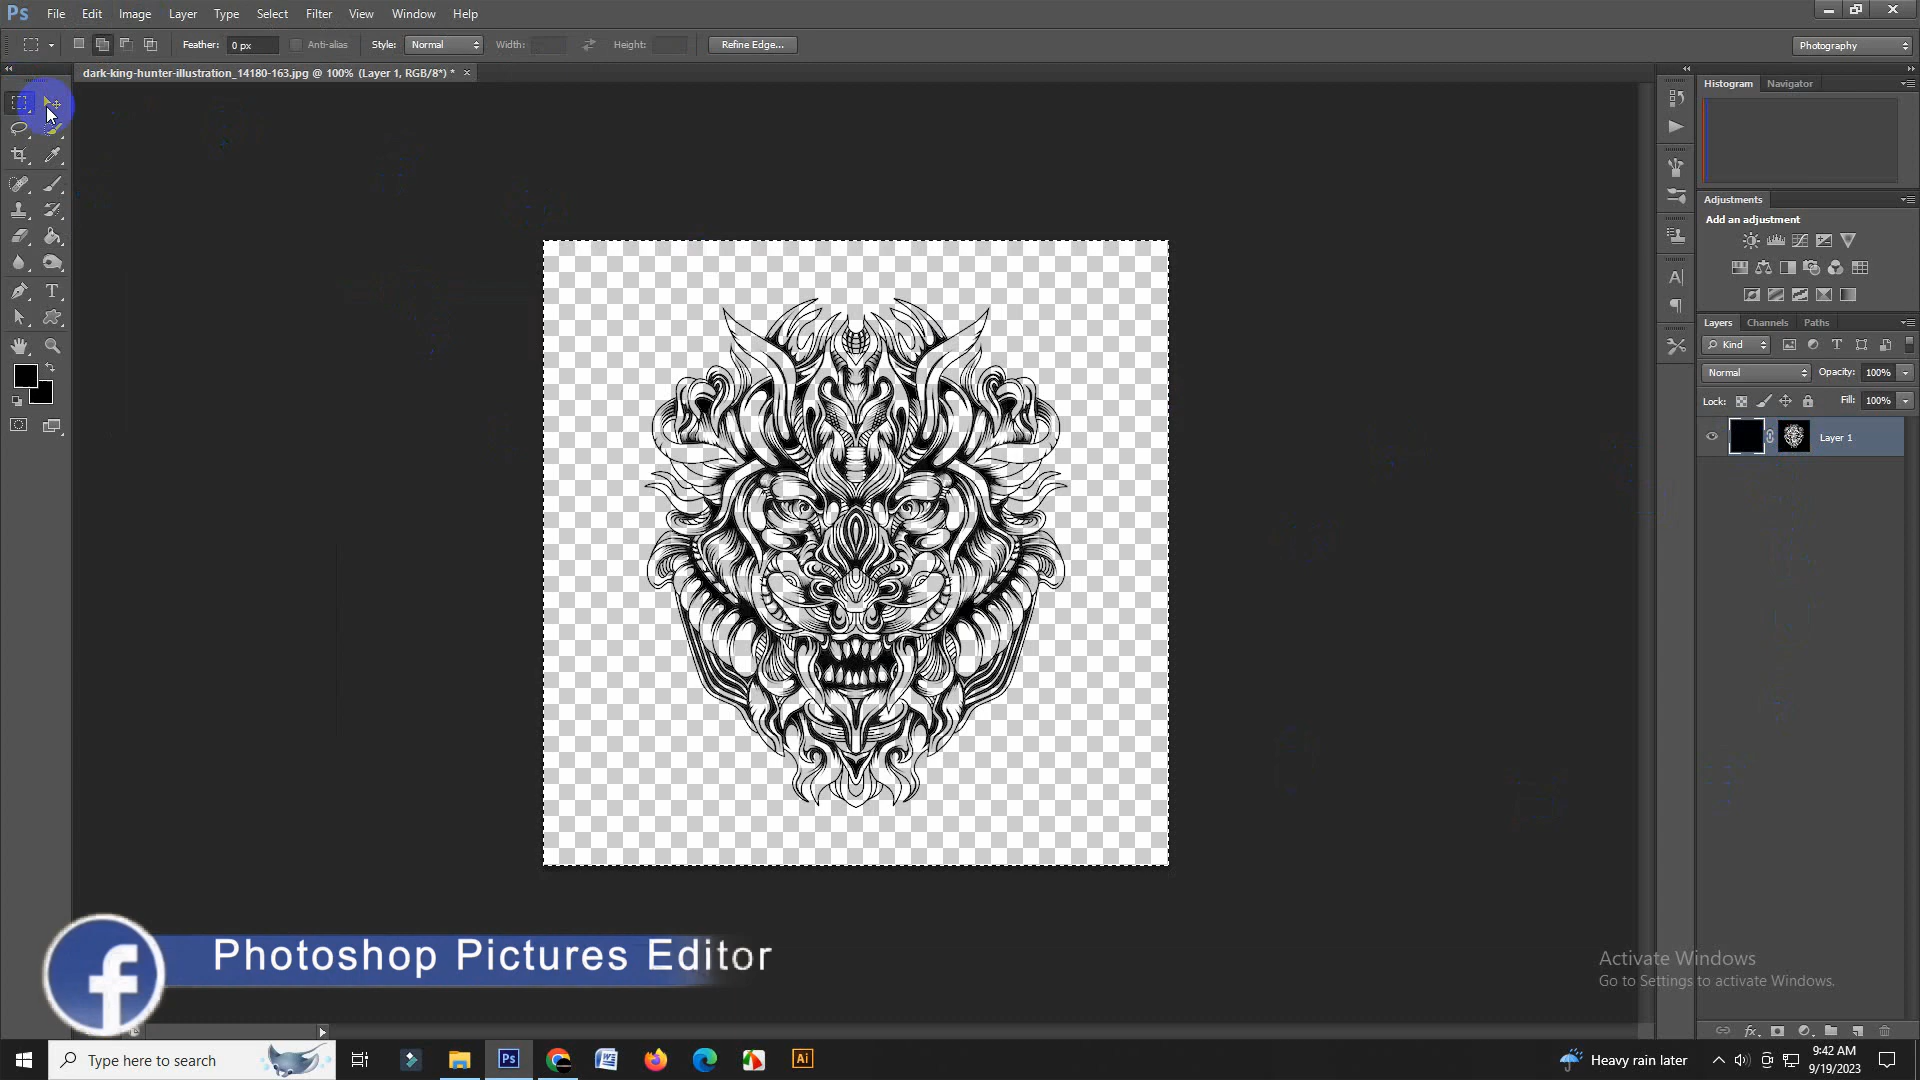 Ps File Edit Image Layer Type Select Filter View Window Help
Feather: 0 px Anti-alias Style: Normal Width: Height: Refine Edge... Photography
dark-king-hunter-illustration_14180-163.jpg @ 100% (Layer 1, RGB/8*) * ×
Histogram Navigator
Adjustments
Add an adjustment
Layers Channels Paths
Kind
Normal Opacity: 100%
Lock: Fill: 100%
Layer 1
Photoshop Pictures Editor
Activate Windows
Go to Settings to activate Windows.
Type here to search
Ps
Ai
Heavy rain later
9:42 AM
9/19/2023